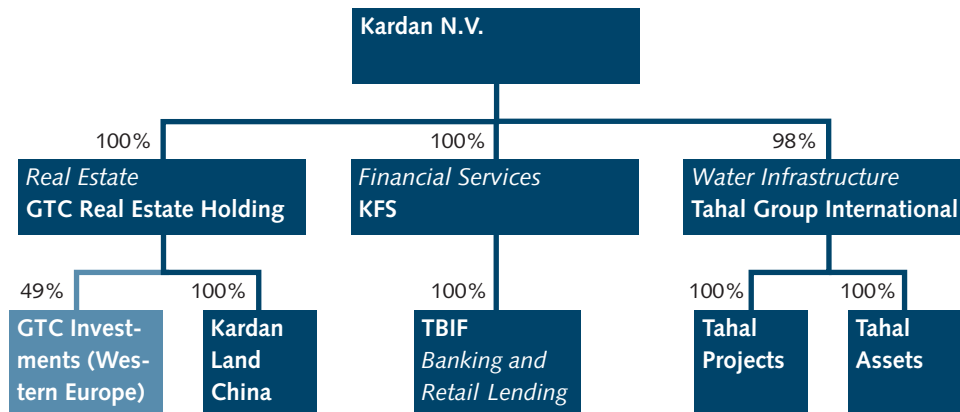 Kardan N.V.
100%
100%
98%
Real Estate
GTC Real Estate Holding
Financial Services
KFS
Water Infrastructure
Tahal Group International
49%
100%
100%
100%
100%
GTC Invest-
ments (Wes-
tern Europe)
Kardan
Land
China
TBIF
Banking and
Retail Lending
Tahal
Projects
Tahal
Assets